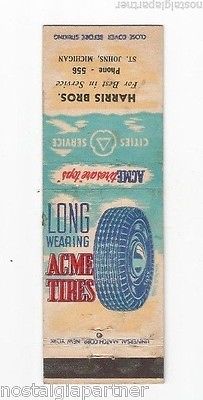 nostalgiapartner
CLOSE COVER BEFORE STRIKING
ST. JOHNS, MICHIGAN
Phone - 556
For Best in Service
HARRIS BROS.
CITIES SERVICE
ACME
LONG
WEARING
ACME
TIRES
UNIVERSAL MATCH CORP., NEW YORK
nostalgiapartner